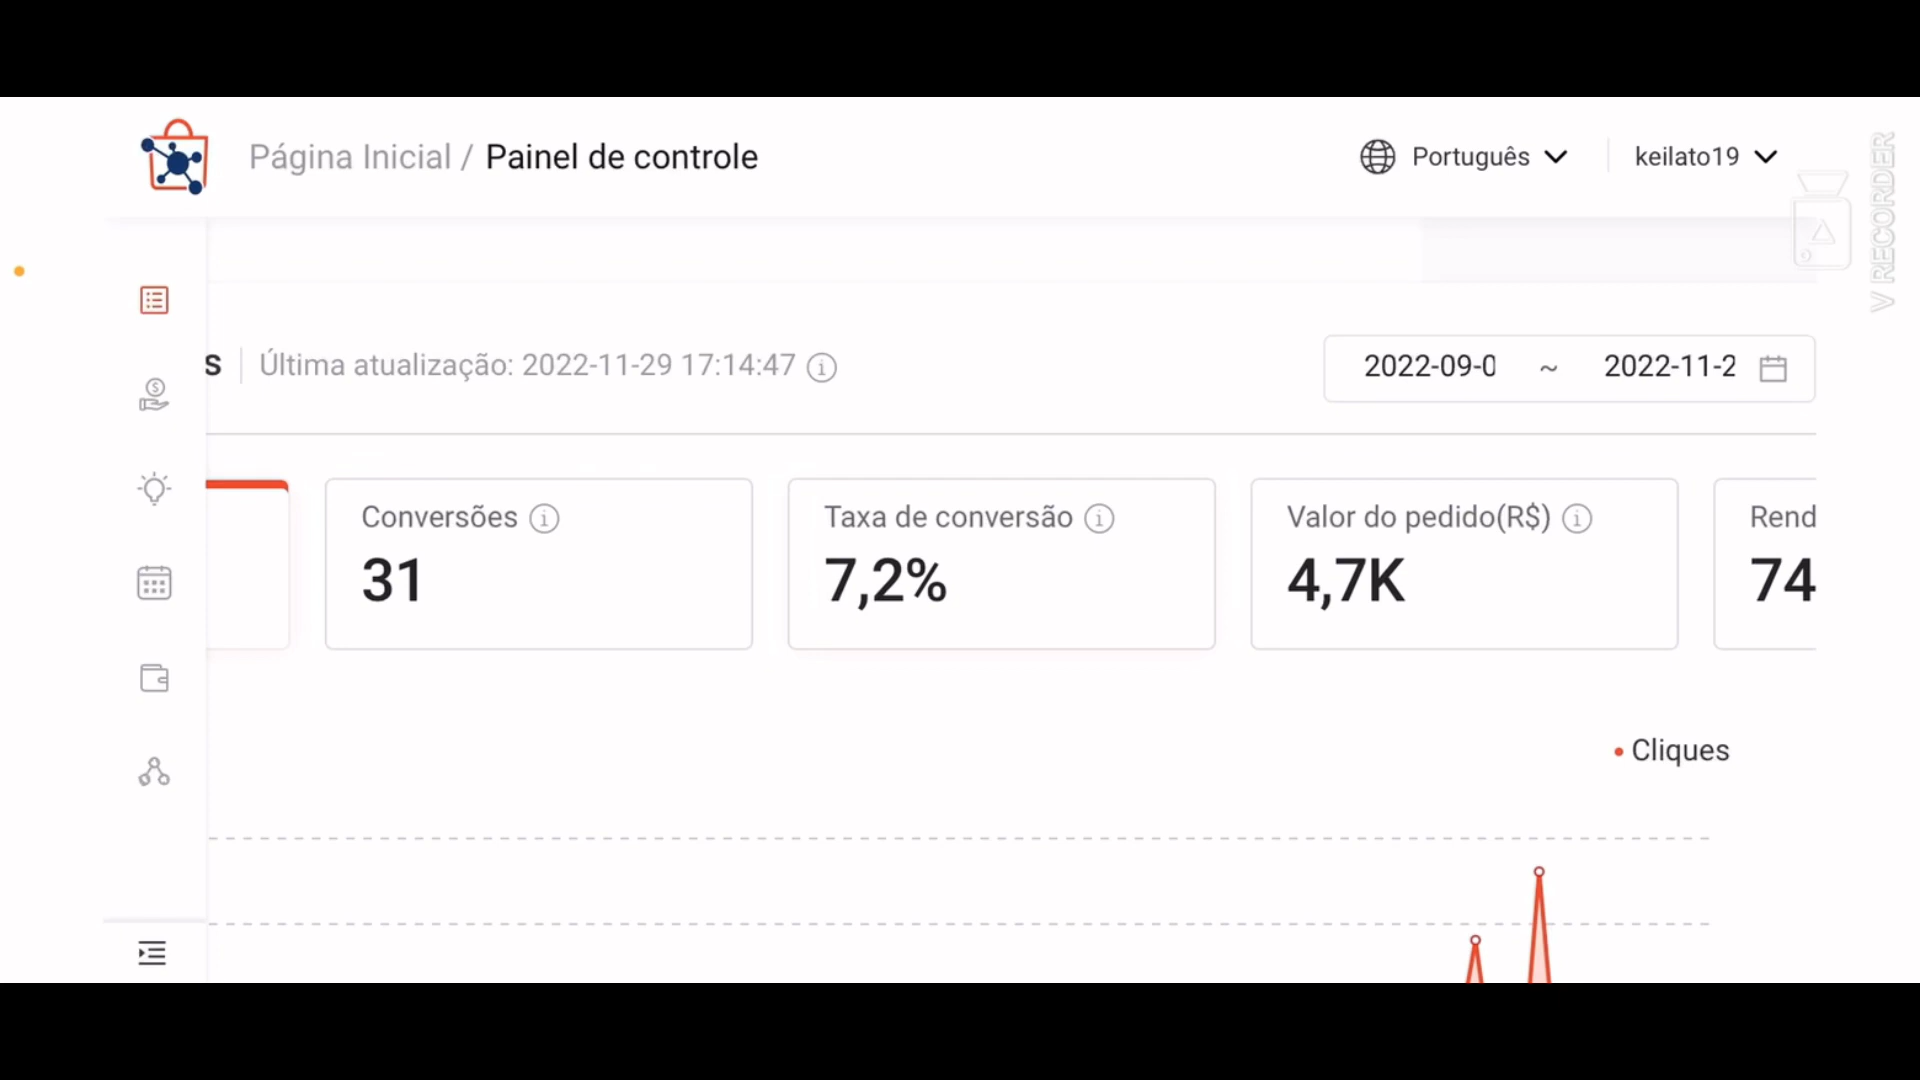 Página Inicial / Painel de controle
Português
keilato19
V RECORDER
s
Última atualização: 2022-11-29 17:14:47
2022-09-0 ~ 2022-11-2
Conversões
31
Taxa de conversão
7,2%
Valor do pedido(R$)
4,7K
Rend
74
Cliques